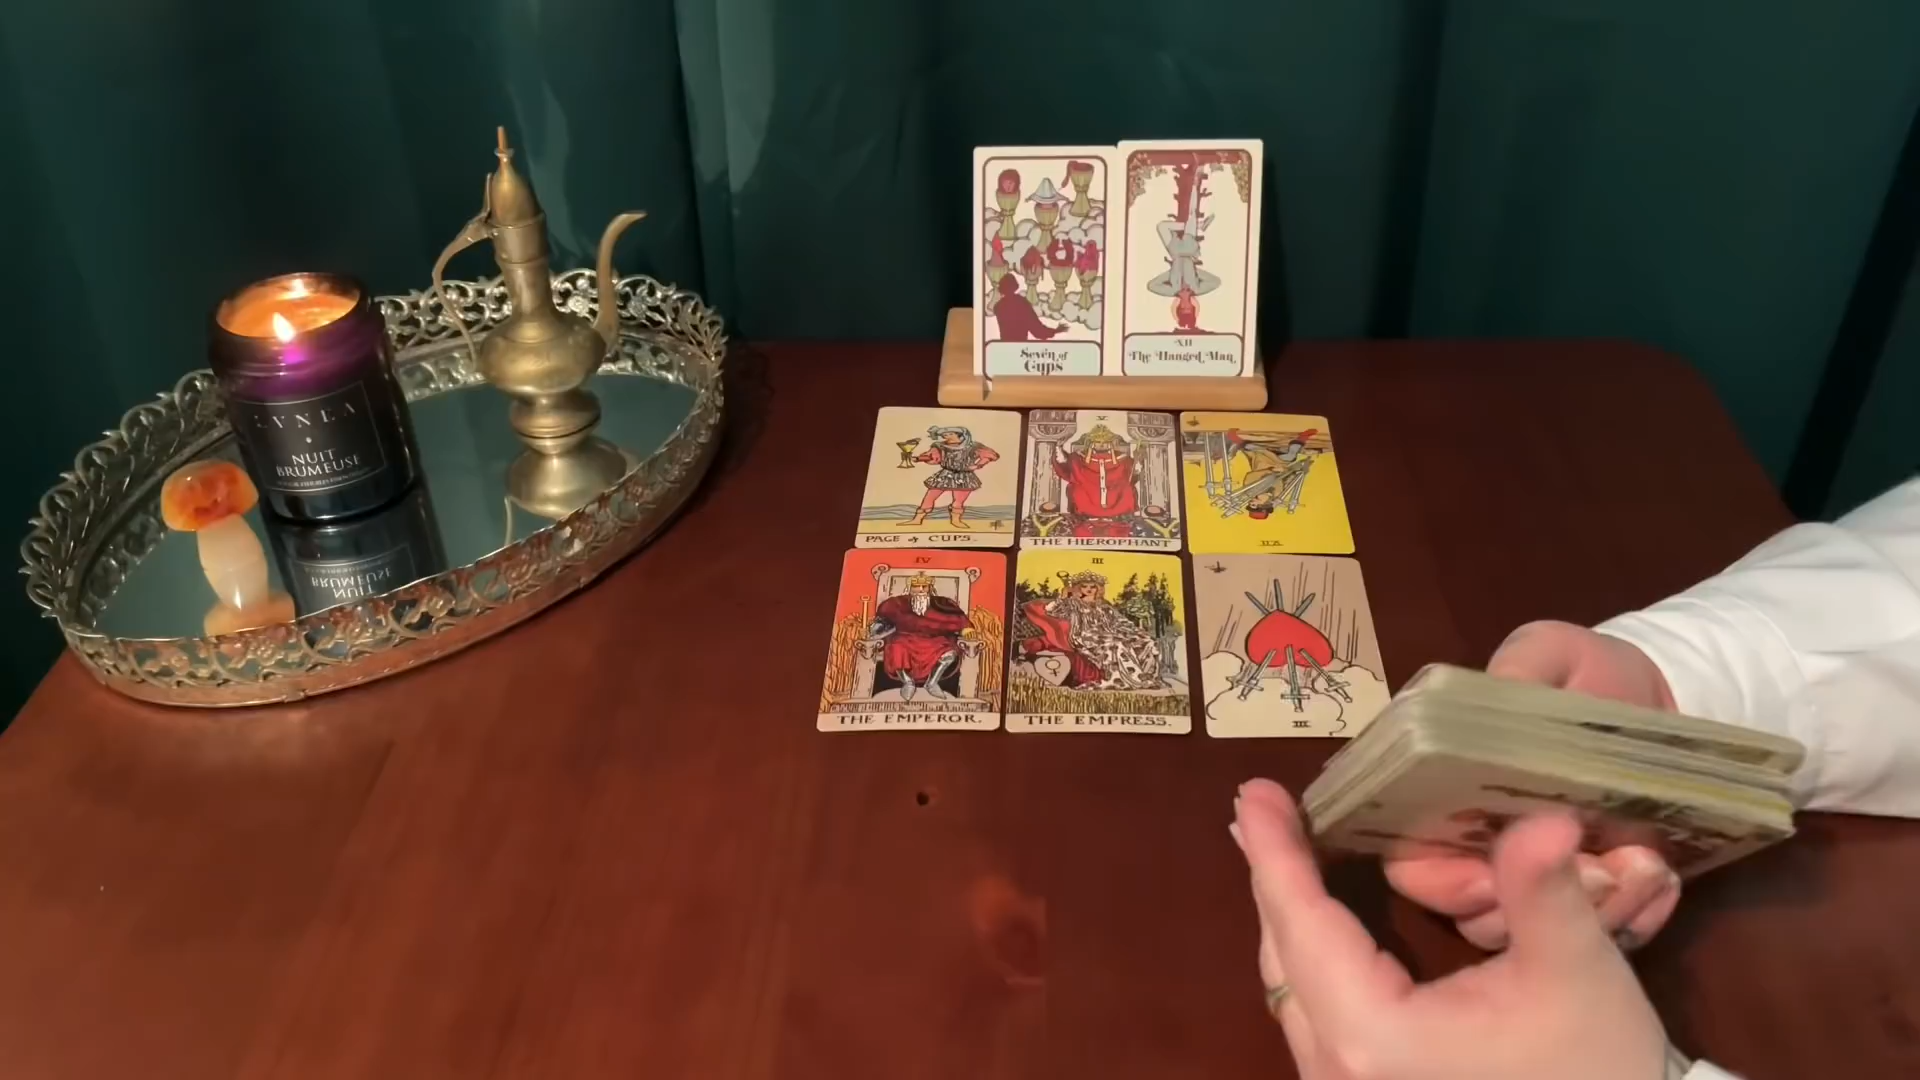 LVNEA
NUIT
BRUMEUSE
Seven of
Cups
XII
The Hanged Man
PAGE of CUPS.
V
THE HIEROPHANT
VII
IV
THE EMPEROR.
III
THE EMPRESS.
III